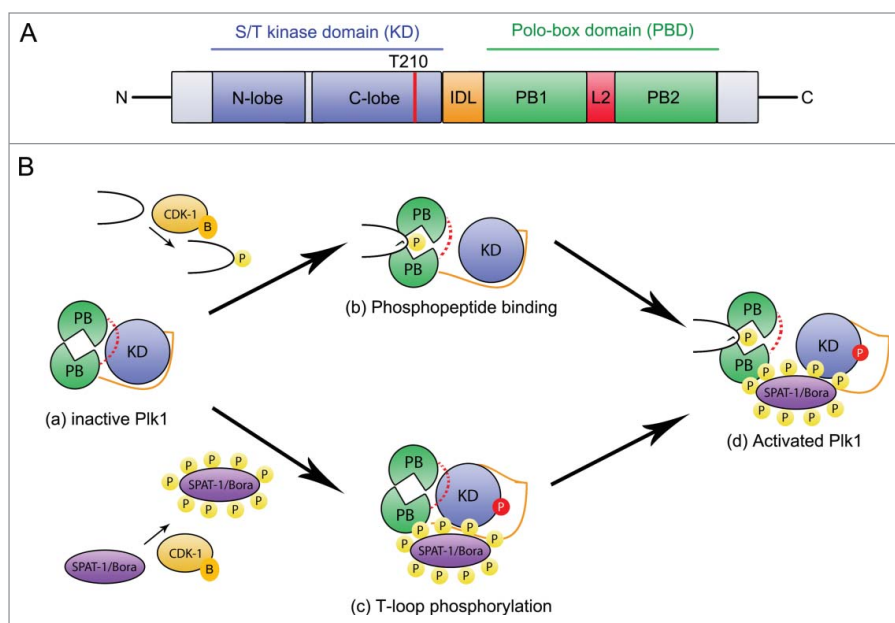 A
S/T kinase domain (KD)
Polo-box domain (PBD)
T210
N
N-lobe
C-lobe
IDL
PB1
L2
PB2
C
B
CDK-1
B
P
PB
PB
KD
(a) inactive Plk1
PB
P
PB
KD
(b) Phosphopeptide binding
P P P P P P P P P P
SPAT-1/Bora
SPAT-1/Bora
CDK-1
B
PB
PB
KD
P
P P P P P P P P P P
SPAT-1/Bora
(c) T-loop phosphorylation
PB
P
PB
KD
P
P P P P P P P P
SPAT-1/Bora
(d) Activated Plk1